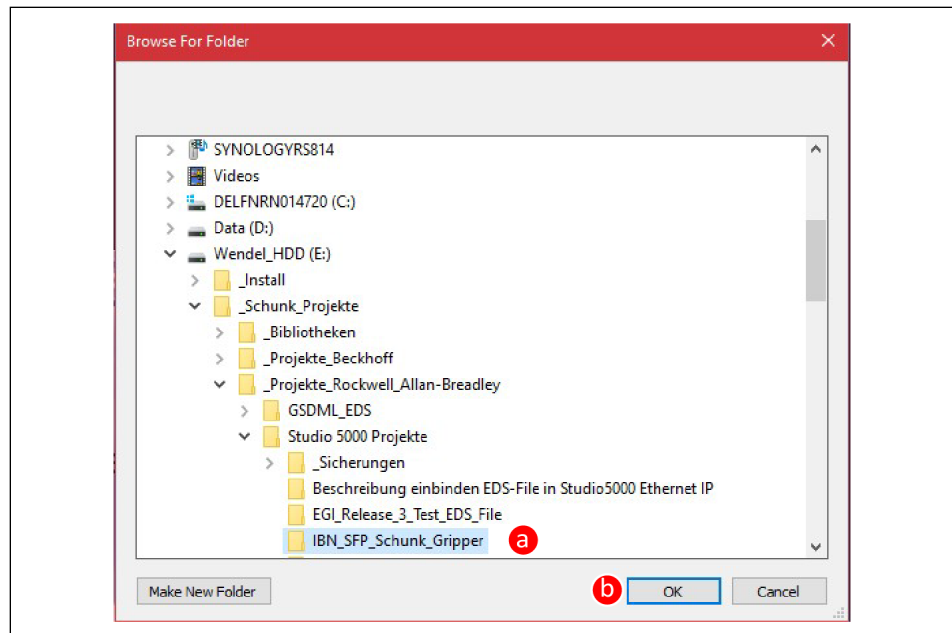 Browse For Folder
SYNOLOGYRS814
Videos
DELFNRN014720 (C:)
Data (D:)
Wendel_HDD (E:)
_Install
_Schunk_Projekte
_Bibliotheken
_Projekte_Beckhoff
_Projekte_Rockwell_Allan-Breadley
GSDML_EDS
Studio 5000 Projekte
_Sicherungen
Beschreibung einbinden EDS-File in Studio5000 Ethernet IP
EGI_Release_3_Test_EDS_File
IBN_SFP_Schunk_Gripper a
Make New Folder b OK Cancel